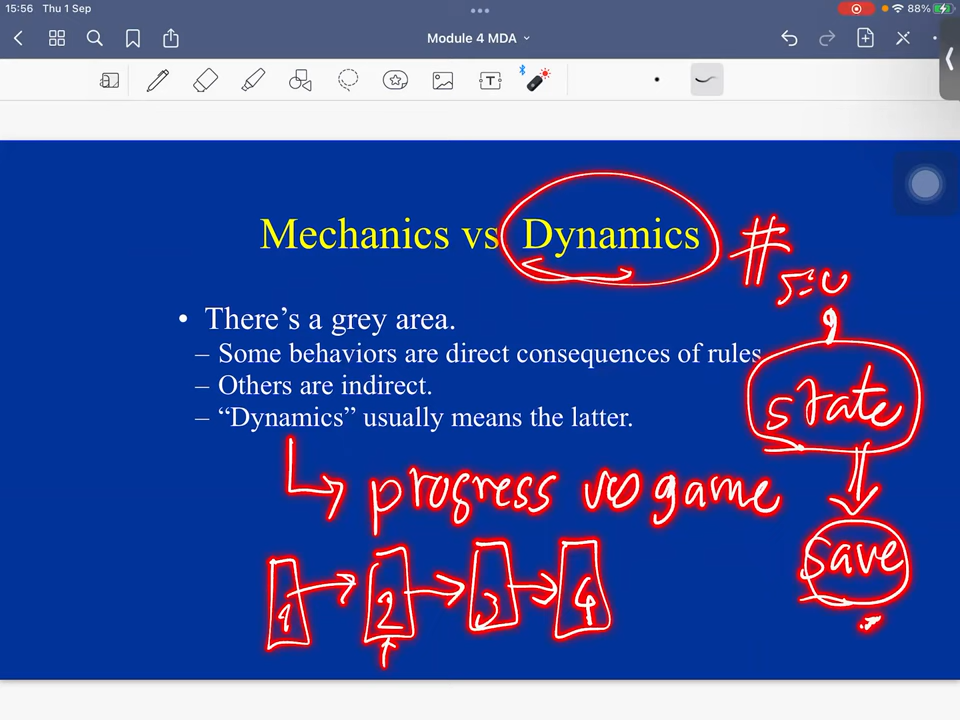 15:56 Thu 1 Sep
88%
Module 4 MDA
T
Mechanics vs Dynamics
#
• There's a grey area.
– Some behaviors are direct consequences of rules
– Others are indirect.
– “Dynamics” usually means the latter.
state
progress game
save
1 2 3 4